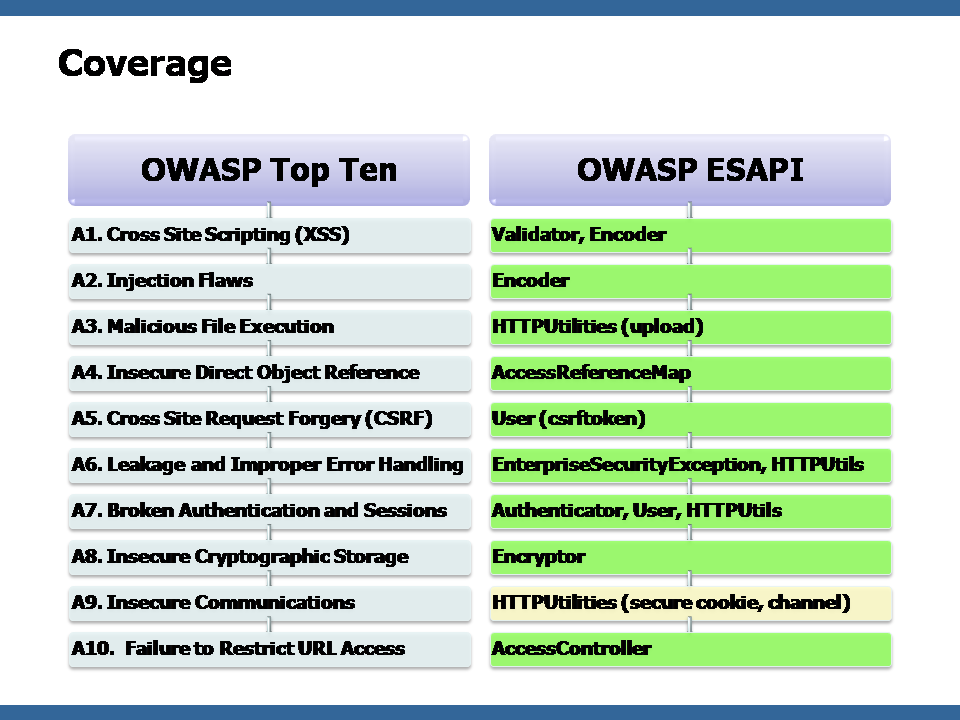 Coverage
OWASP Top Ten
OWASP ESAPI
A1. Cross Site Scripting (XSS)
Validator, Encoder
A2. Injection Flaws
Encoder
A3. Malicious File Execution
HTTPUtilities (upload)
A4. Insecure Direct Object Reference
AccessReferenceMap
A5. Cross Site Request Forgery (CSRF)
User (csrftoken)
A6. Leakage and Improper Error Handling
EnterpriseSecurityException, HTTPUtils
A7. Broken Authentication and Sessions
Authenticator, User, HTTPUtils
A8. Insecure Cryptographic Storage
Encryptor
A9. Insecure Communications
HTTPUtilities (secure cookie, channel)
A10.  Failure to Restrict URL Access
AccessController